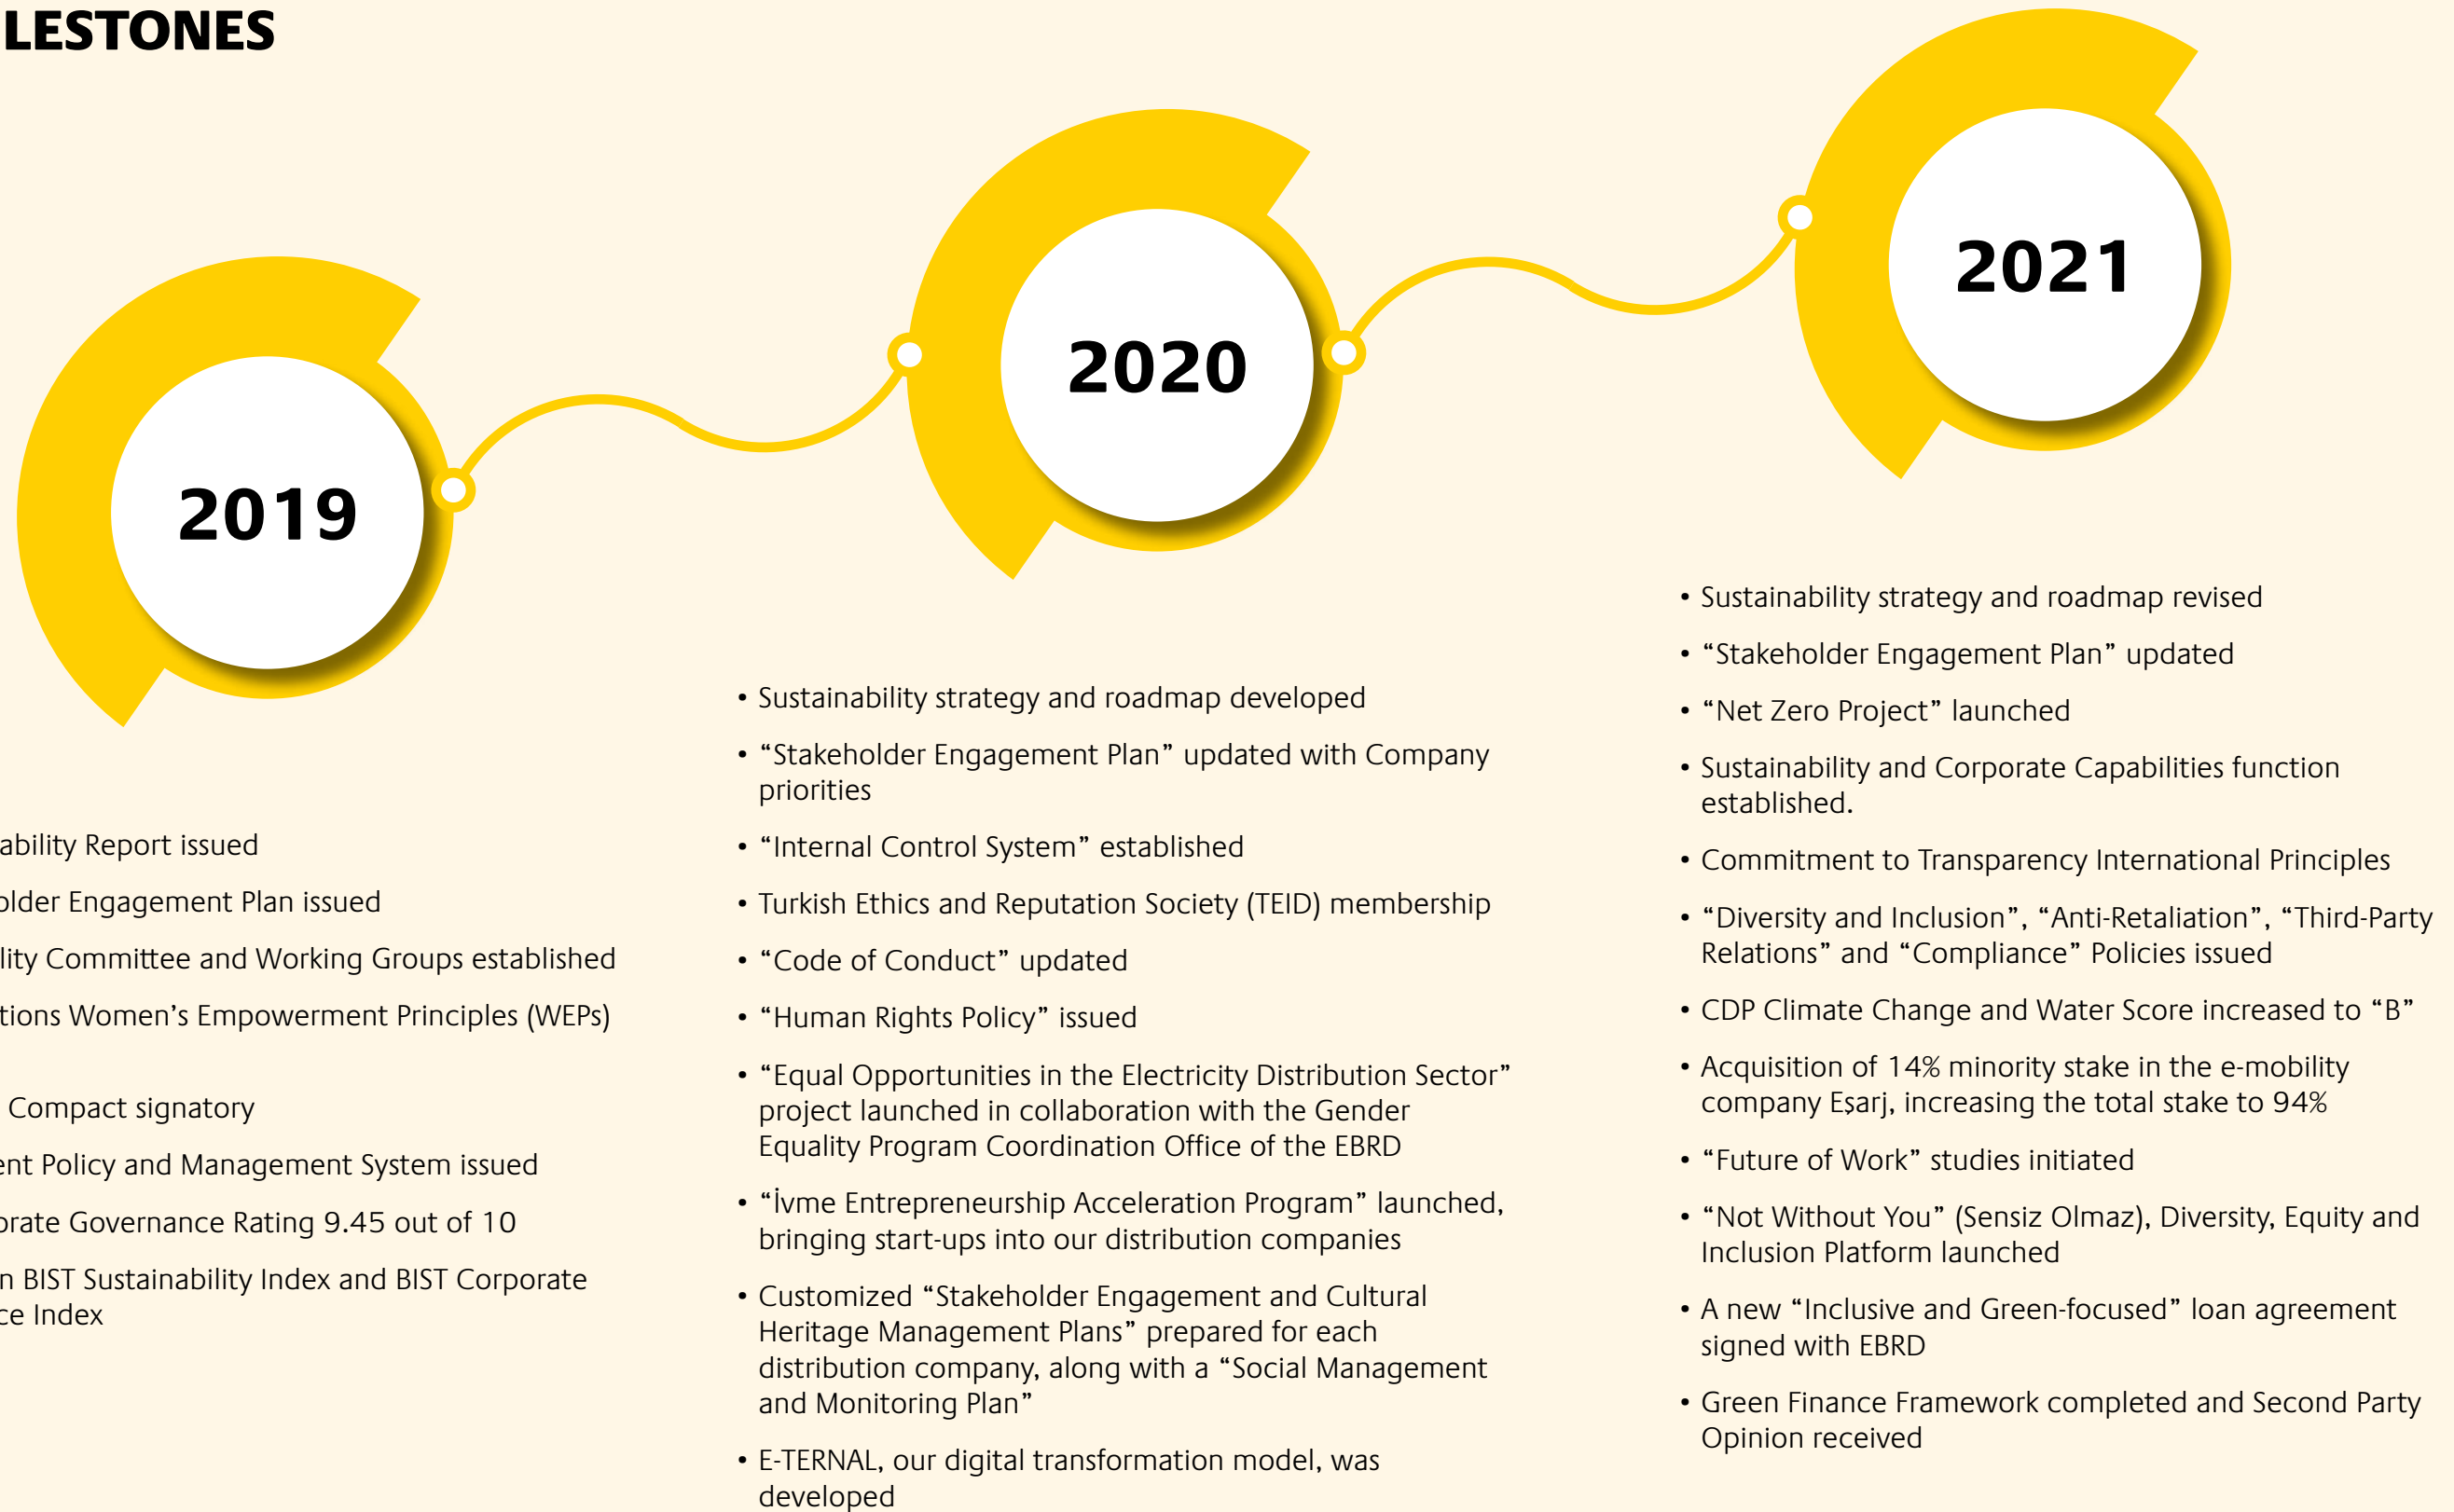 LESTONES
2019
ability Report issued
older Engagement Plan issued
lity Committee and Working Groups established
tions Women’s Empowerment Principles (WEPs)
Compact signatory
ent Policy and Management System issued
orate Governance Rating 9.45 out of 10
n BIST Sustainability Index and BIST Corporate
ce Index
2020
• Sustainability strategy and roadmap developed
• “Stakeholder Engagement Plan” updated with Company
priorities
• “Internal Control System” established
• Turkish Ethics and Reputation Society (TEID) membership
• “Code of Conduct” updated
• “Human Rights Policy” issued
• “Equal Opportunities in the Electricity Distribution Sector”
project launched in collaboration with the Gender
Equality Program Coordination Office of the EBRD
• “İvme Entrepreneurship Acceleration Program” launched,
bringing start-ups into our distribution companies
• Customized “Stakeholder Engagement and Cultural
Heritage Management Plans” prepared for each
distribution company, along with a “Social Management
and Monitoring Plan”
• E-TERNAL, our digital transformation model, was
developed
2021
• Sustainability strategy and roadmap revised
• “Stakeholder Engagement Plan” updated
• “Net Zero Project” launched
• Sustainability and Corporate Capabilities function
established.
• Commitment to Transparency International Principles
• “Diversity and Inclusion”, “Anti-Retaliation”, “Third-Party
Relations” and “Compliance” Policies issued
• CDP Climate Change and Water Score increased to “B”
• Acquisition of 14% minority stake in the e-mobility
company Eşarj, increasing the total stake to 94%
• “Future of Work” studies initiated
• “Not Without You” (Sensiz Olmaz), Diversity, Equity and
Inclusion Platform launched
• A new “Inclusive and Green-focused” loan agreement
signed with EBRD
• Green Finance Framework completed and Second Party
Opinion received